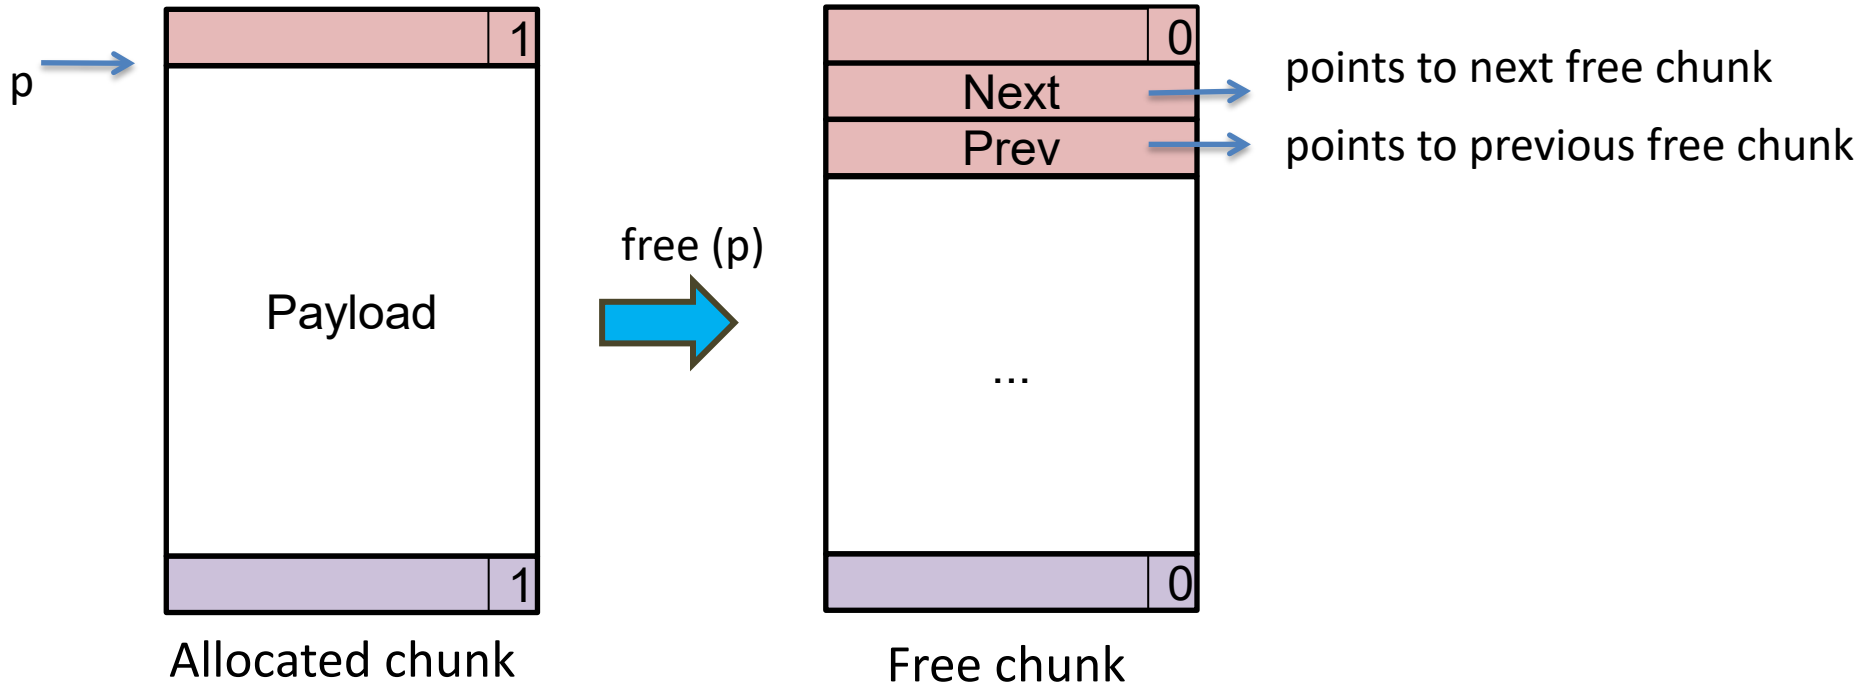 1
p
Payload
1
Allocated chunk
free (p)
0
Next
points to next free chunk
Prev
points to previous free chunk
...
0
Free chunk